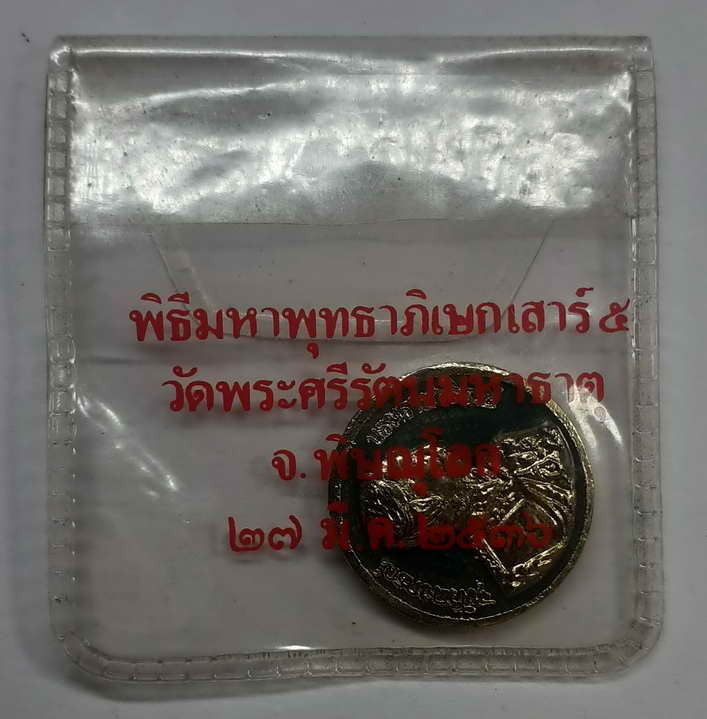 พิธีมหาพุทธาภิเษกเสาร์ ๕
วัดพระศรีรัตนมหาธาตุ
จ. พิษณุโลก
๒๗ มี.ค. ๒๕๓๖